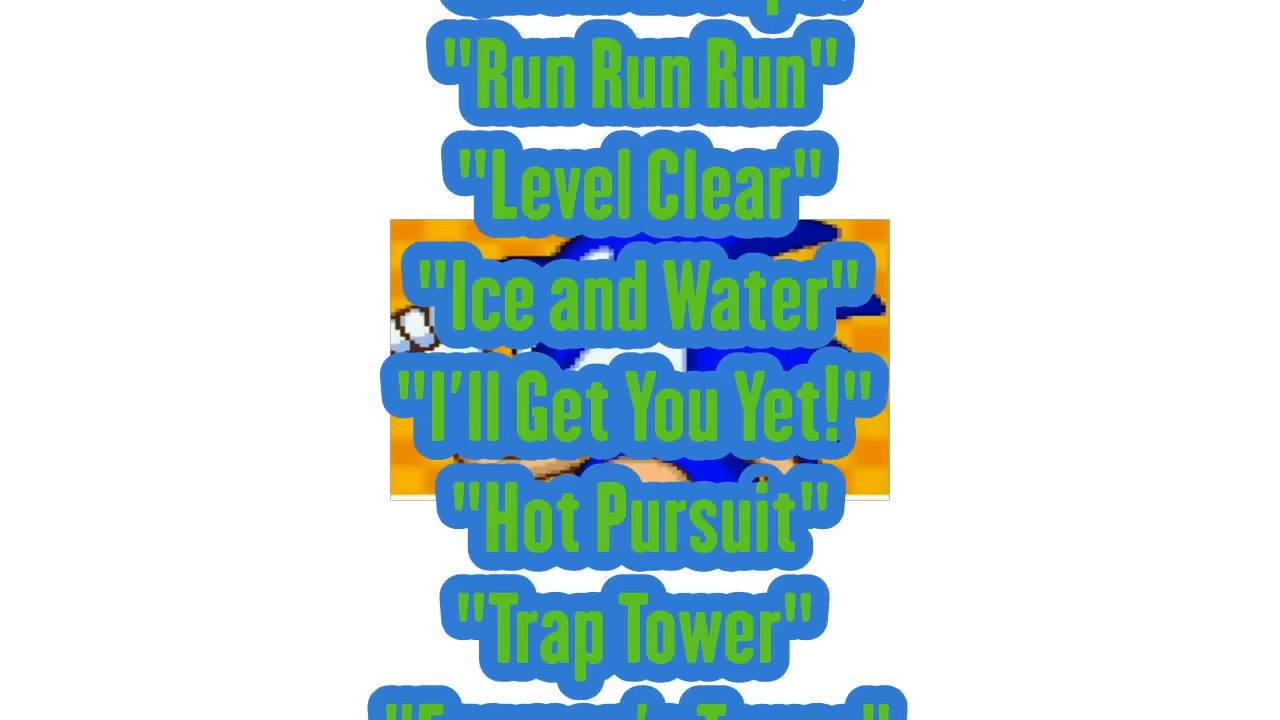 "Run Run Run"
"Level Clear"
"Ice and Water"
"I'll Get You Yet!"
"Hot Pursuit"
"Trap Tower"